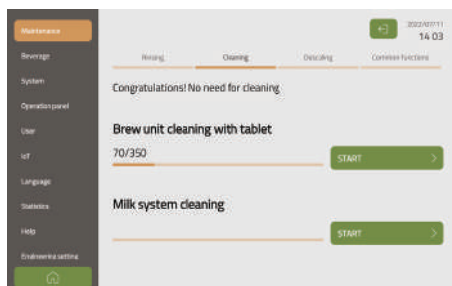 Maintenance
2022/07/11
14 03
Beverage
Rinsing
Cleaning
Descaling
Common functions
System
Congratulations! No need for cleaning
Operation panel
User
Brew unit cleaning with tablet
IoT
70/350
START
Language
Statistics
Milk system cleaning
Help
START
Engineering setting